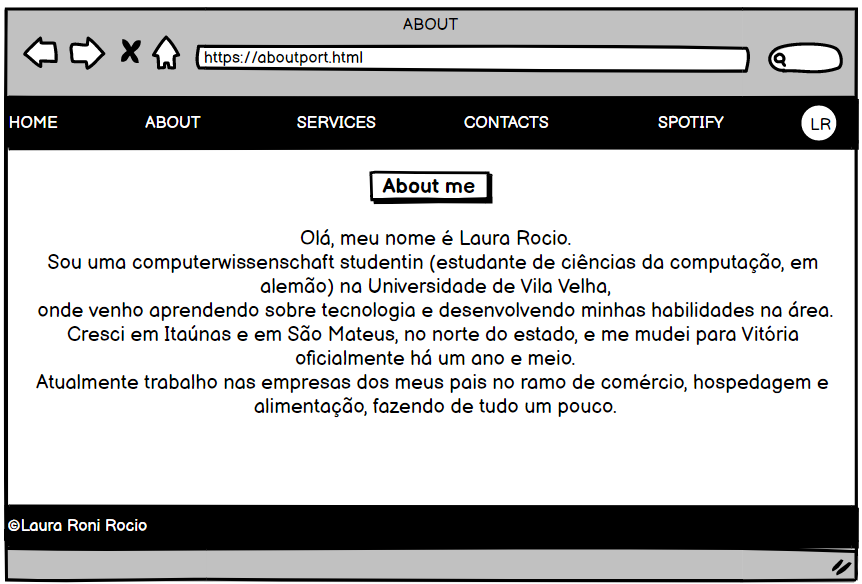 ABOUT
https://aboutport.html
HOME ABOUT SERVICES CONTACTS SPOTIFY LR
About me
Olá, meu nome é Laura Rocio.
Sou uma computerwissenschaft studentin (estudante de ciências da computação, em
alemão) na Universidade de Vila Velha,
onde venho aprendendo sobre tecnologia e desenvolvendo minhas habilidades na área.
Cresci em Itaúnas e em São Mateus, no norte do estado, e me mudei para Vitória
oficialmente há um ano e meio.
Atualmente trabalho nas empresas dos meus pais no ramo de comércio, hospedagem e
alimentação, fazendo de tudo um pouco.
©Laura Roni Rocio